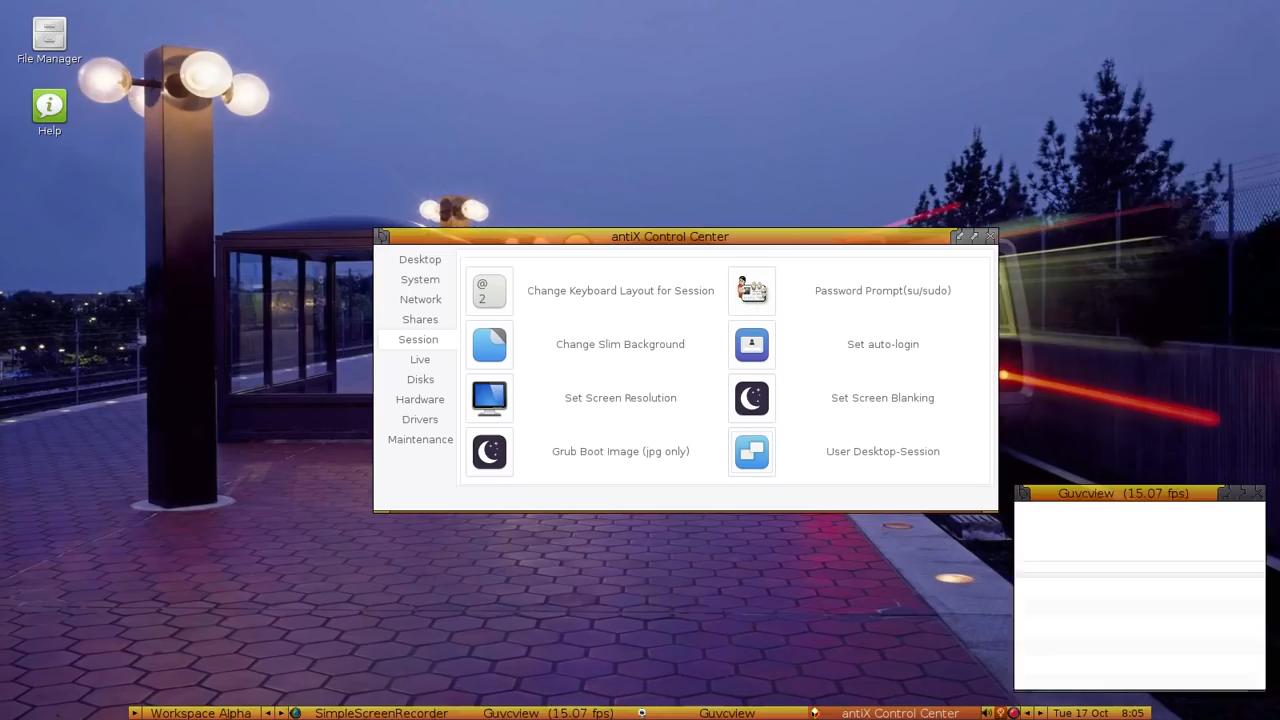 File Manager
Help
antiX Control Center
Desktop
System
Network
Shares
Session
Live
Disks
Hardware
Drivers
Maintenance
@
2
Change Keyboard Layout for Session
Password Prompt(su/sudo)
Change Slim Background
Set auto-login
Set Screen Resolution
Set Screen Blanking
Grub Boot Image (jpg only)
User Desktop-Session
Guvcview (15.07 fps)
Workspace Alpha
SimpleScreenRecorder
Guvcview (15.07 fps)
Guvcview
antiX Control Center
Tue 17 Oct
8:05